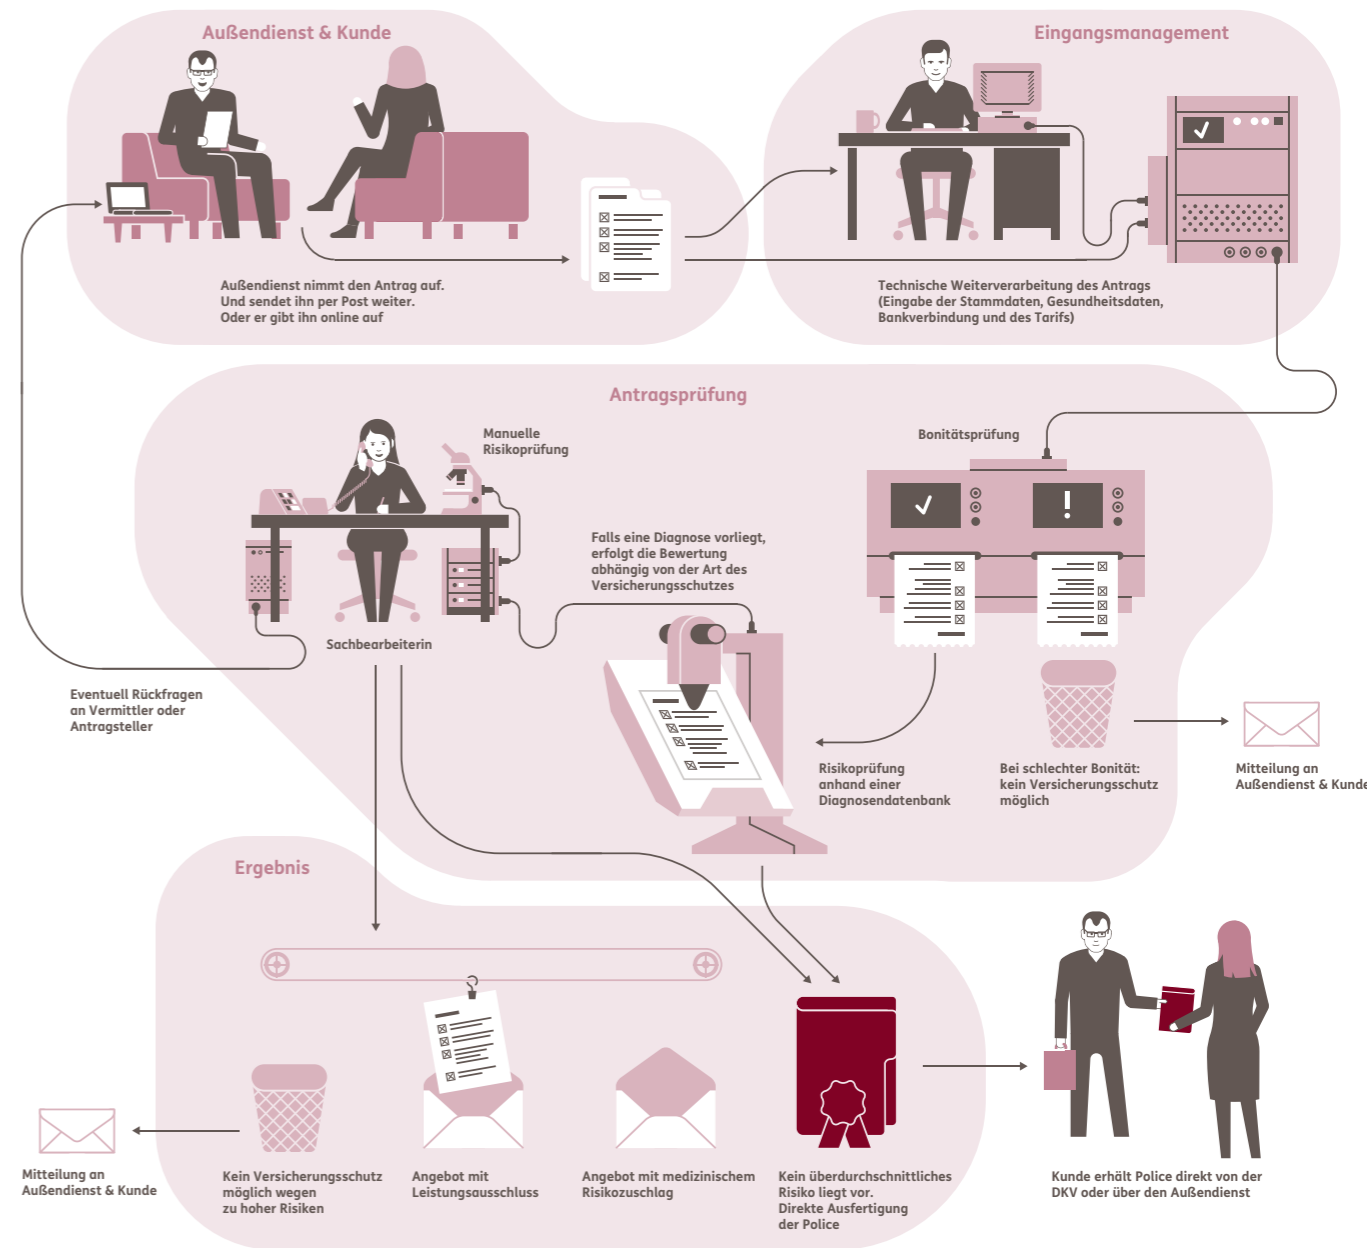 Außendienst & Kunde
Eingangsmanagement
Außendienst nimmt den Antrag auf.
Und sendet ihn per Post weiter.
Oder er gibt ihn online auf
Technische Weiterverarbeitung des Antrags
(Eingabe der Stammdaten, Gesundheitsdaten,
Bankverbindung und des Tarifs)
Antragsprüfung
Manuelle
Risikoprüfung
Bonitätsprüfung
Falls eine Diagnose vorliegt,
erfolgt die Bewertung
abhängig von der Art des
Versicherungsschutzes
Sachbearbeiterin
Eventuell Rückfragen
an Vermittler oder
Antragsteller
Risikoprüfung
anhand einer
Diagnosendatenbank
Bei schlechter Bonität:
kein Versicherungsschutz
möglich
Mitteilung an
Außendienst & Kunde
Ergebnis
Mitteilung an
Außendienst & Kunde
Kein Versicherungsschutz
möglich wegen
zu hoher Risiken
Angebot mit
Leistungsausschluss
Angebot mit medizinischem
Risikozuschlag
Kein überdurchschnittliches
Risiko liegt vor.
Direkte Ausfertigung
der Police
Kunde erhält Police direkt von der
DKV oder über den Außendienst